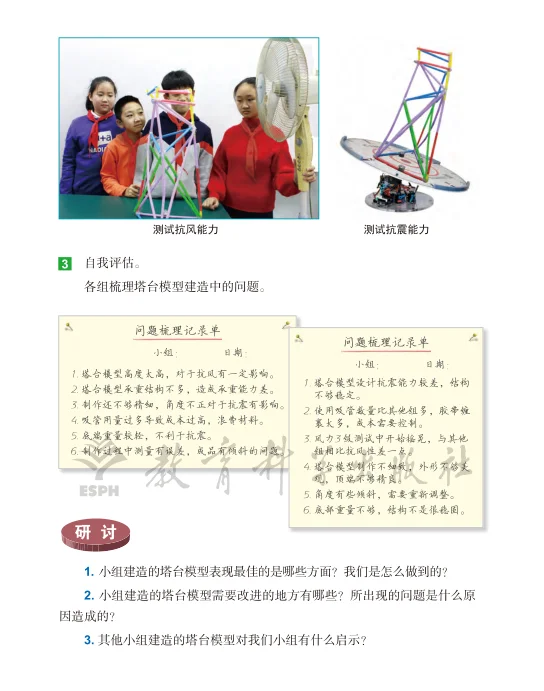 测试抗风能力
测试抗震能力
3 自我评估。
各组梳理塔台模型建造中的问题。
问题梳理记录单
小组： 日期：
1. 塔台模型高度太高，对于抗风有一定影响。
2. 塔台模型承重结构不多，造成承重能力差。
3. 制作还不够精细，角度不正对于抗震有影响。
4. 吸管用量过多导致成本过高，浪费材料。
5. 底端重量较轻，不利于抗震。
6. 制作过程中测量有误差，成品有倾斜的问题。
问题梳理记录单
小组： 日期：
1. 塔台模型设计抗震能力较差，结构
不够稳定。
2. 使用吸管数量比其他组多，胶带缠
裹太多，成本需要控制。
3. 风力3级测试中开始摇晃，与其他
组相比抗风性差一点。
4. 塔台模型制作不细致，外形不够美
观，顶端不够精良。
5. 角度有些倾斜，需要重新调整。
6. 底部重量不够，结构不是很稳固。
ESPH 教育科学出版社
研讨
1. 小组建造的塔台模型表现最佳的是哪些方面？我们是怎么做到的？
2. 小组建造的塔台模型需要改进的地方有哪些？所出现的问题是什么原
因造成的？
3. 其他小组建造的塔台模型对我们小组有什么启示？